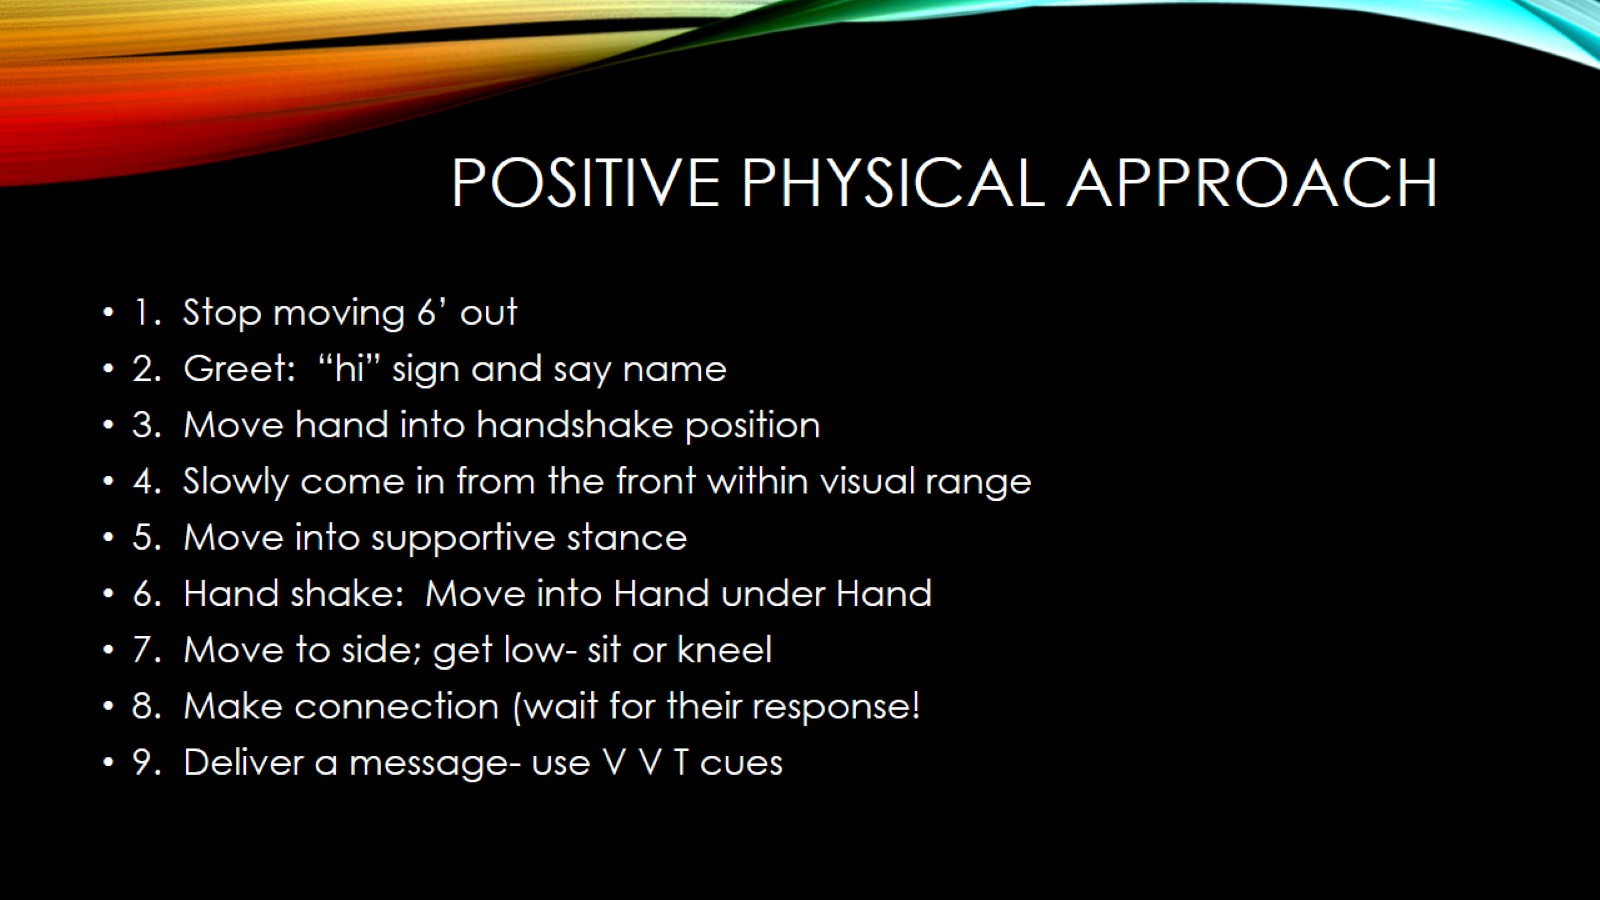 POSITIVE PHYSICAL APPROACH
• 1.  Stop moving 6’ out
• 2.  Greet:  “hi” sign and say name
• 3.  Move hand into handshake position
• 4.  Slowly come in from the front within visual range
• 5.  Move into supportive stance
• 6.  Hand shake:  Move into Hand under Hand
• 7.  Move to side; get low- sit or kneel
• 8.  Make connection (wait for their response!
• 9.  Deliver a message- use V V T cues